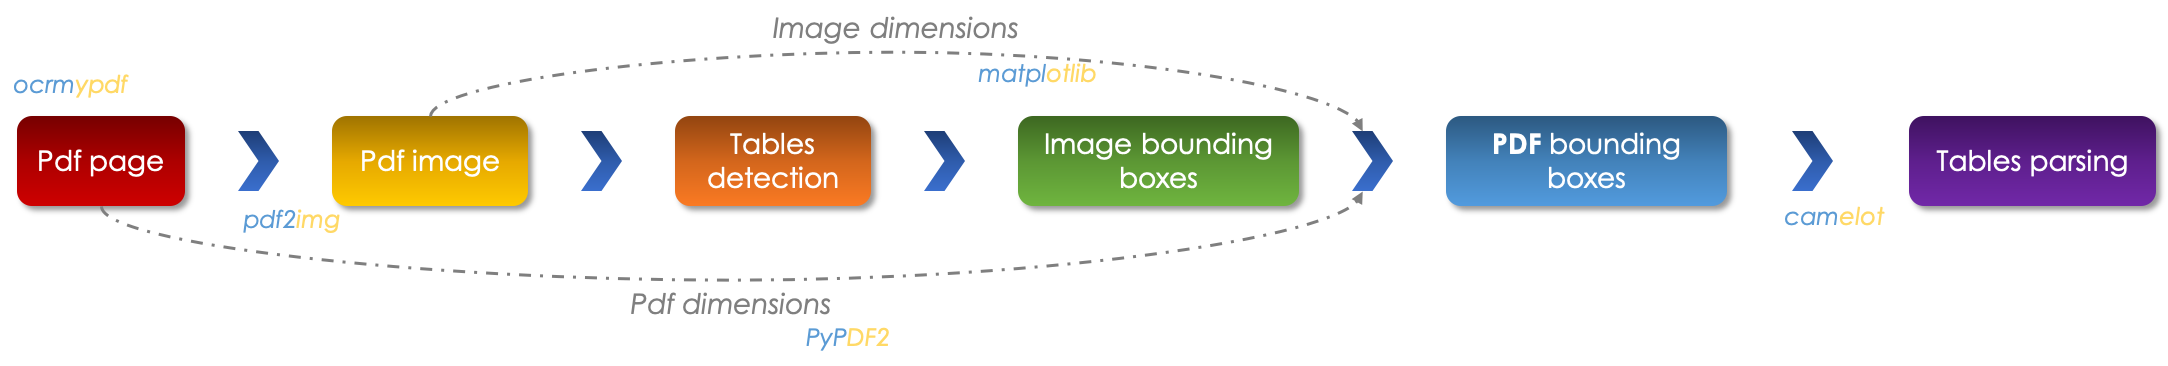 Image dimensions
ocrmypdf
matplotlib
Pdf page
Pdf image
Tables
detection
Image bounding
boxes
PDF bounding
boxes
Tables parsing
pdf2img
camelot
Pdf dimensions
PyPDF2